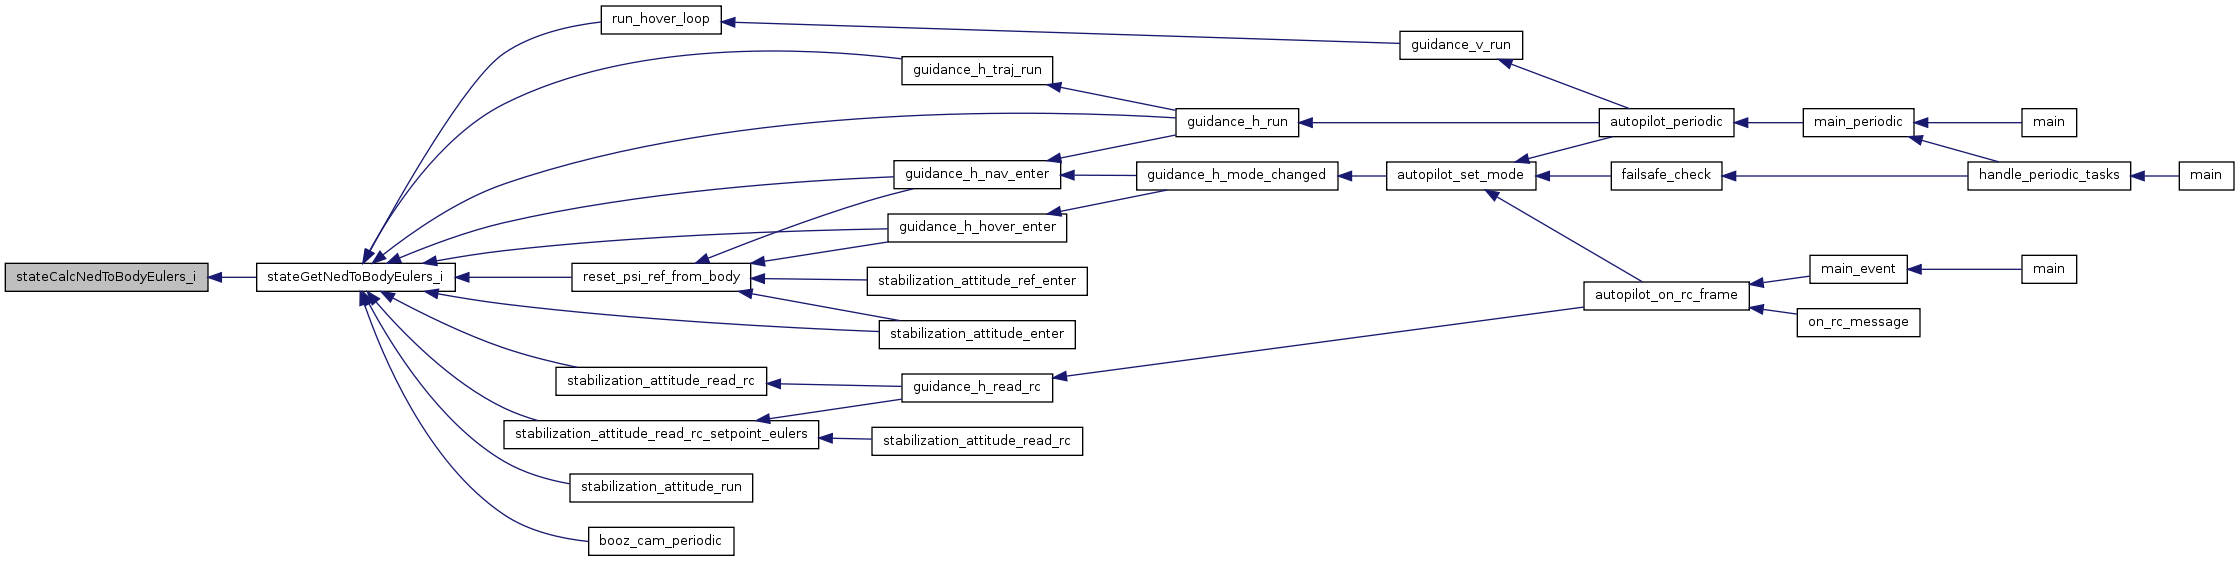 run_hover_loop
guidance_v_run
guidance_h_traj_run
guidance_h_run
autopilot_periodic
main_periodic
main
guidance_h_nav_enter
guidance_h_mode_changed
autopilot_set_mode
failsafe_check
handle_periodic_tasks
main
guidance_h_hover_enter
stateCalcNedToBodyEulers_i
stateGetNedToBodyEulers_i
reset_psi_ref_from_body
stabilization_attitude_ref_enter
main_event
main
autopilot_on_rc_frame
on_rc_message
stabilization_attitude_enter
stabilization_attitude_read_rc
guidance_h_read_rc
stabilization_attitude_read_rc_setpoint_eulers
stabilization_attitude_read_rc
stabilization_attitude_run
booz_cam_periodic